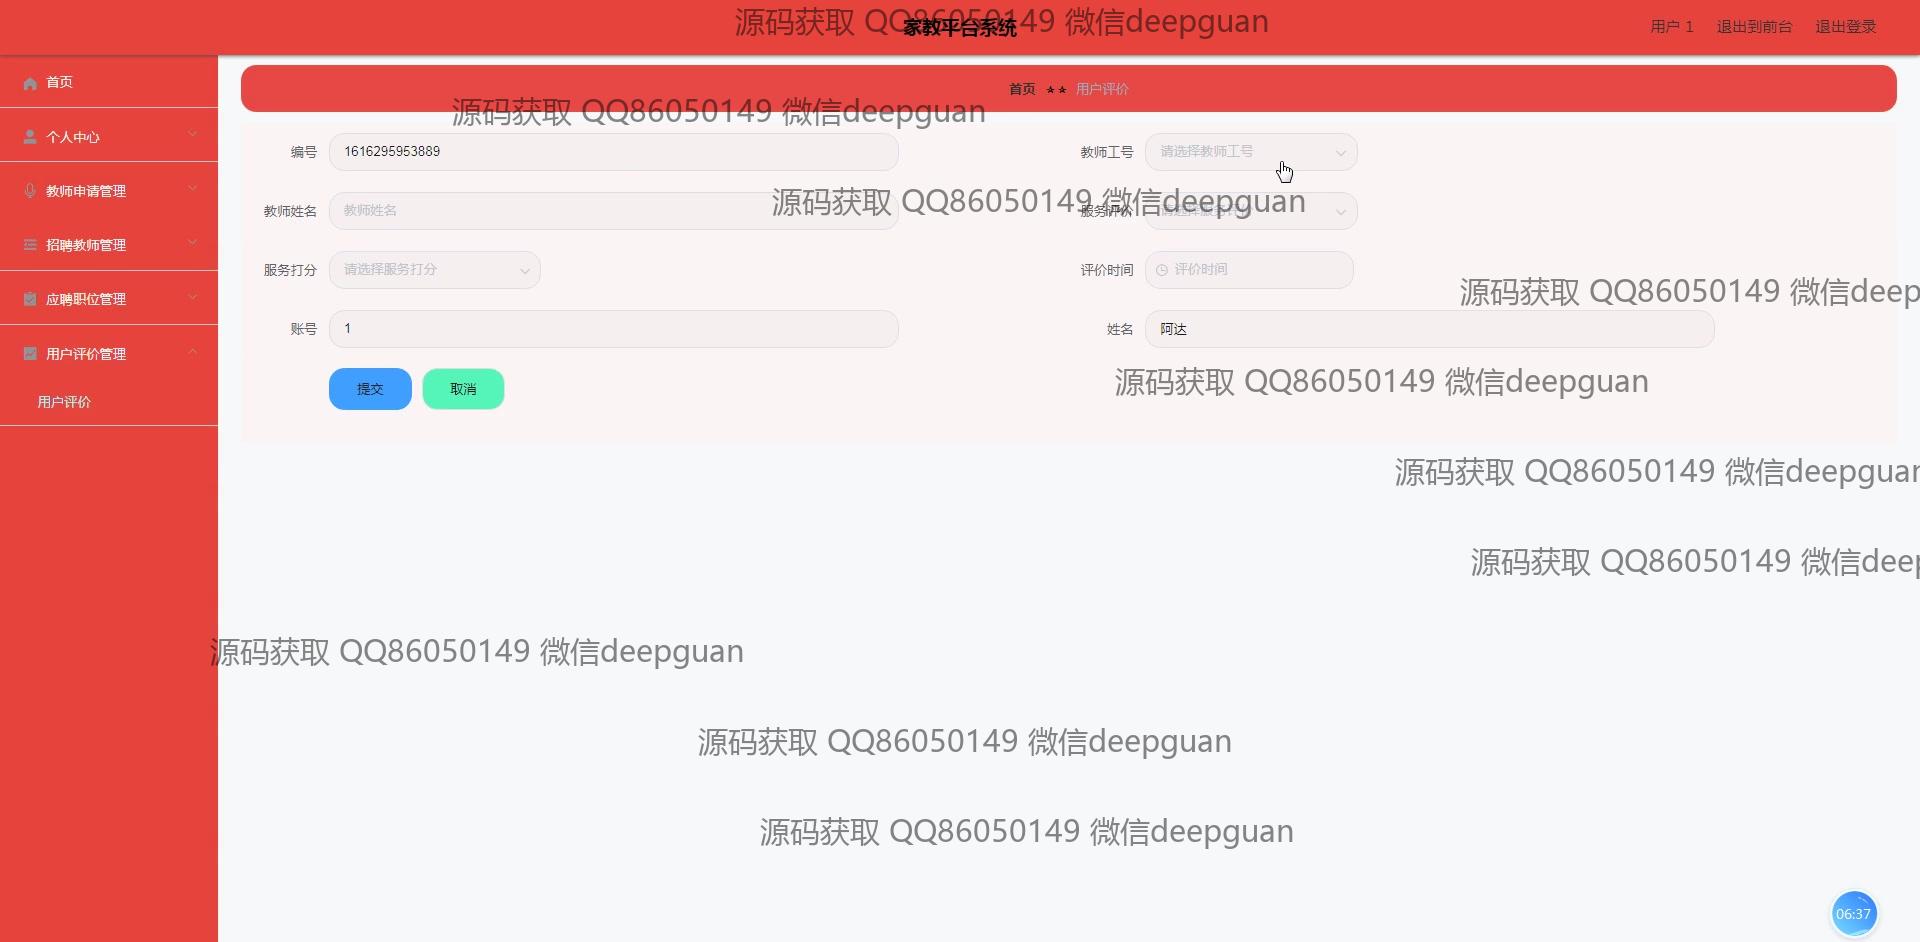 家教平台系统
源码获取 QQ86050149 微信deepguan
用户 1 退出到前台 退出登录
首页
个人中心
教师申请管理
招聘教师管理
应聘职位管理
用户评价管理
用户评价
首页 ★★ 用户评价
源码获取 QQ86050149 微信deepguan
编号 1616295953889
教师工号 请选择教师工号
源码获取 QQ86050149 微信deepguan
教师姓名 教师姓名
服务评价 请选择服务评价
服务打分 请选择服务打分
评价时间 评价时间
源码获取 QQ86050149 微信deep
账号 1
姓名 阿达
提交 取消
源码获取 QQ86050149 微信deepguan
源码获取 QQ86050149 微信deepguan
源码获取 QQ86050149 微信deep
源码获取 QQ86050149 微信deepguan
源码获取 QQ86050149 微信deepguan
源码获取 QQ86050149 微信deepguan
06:37